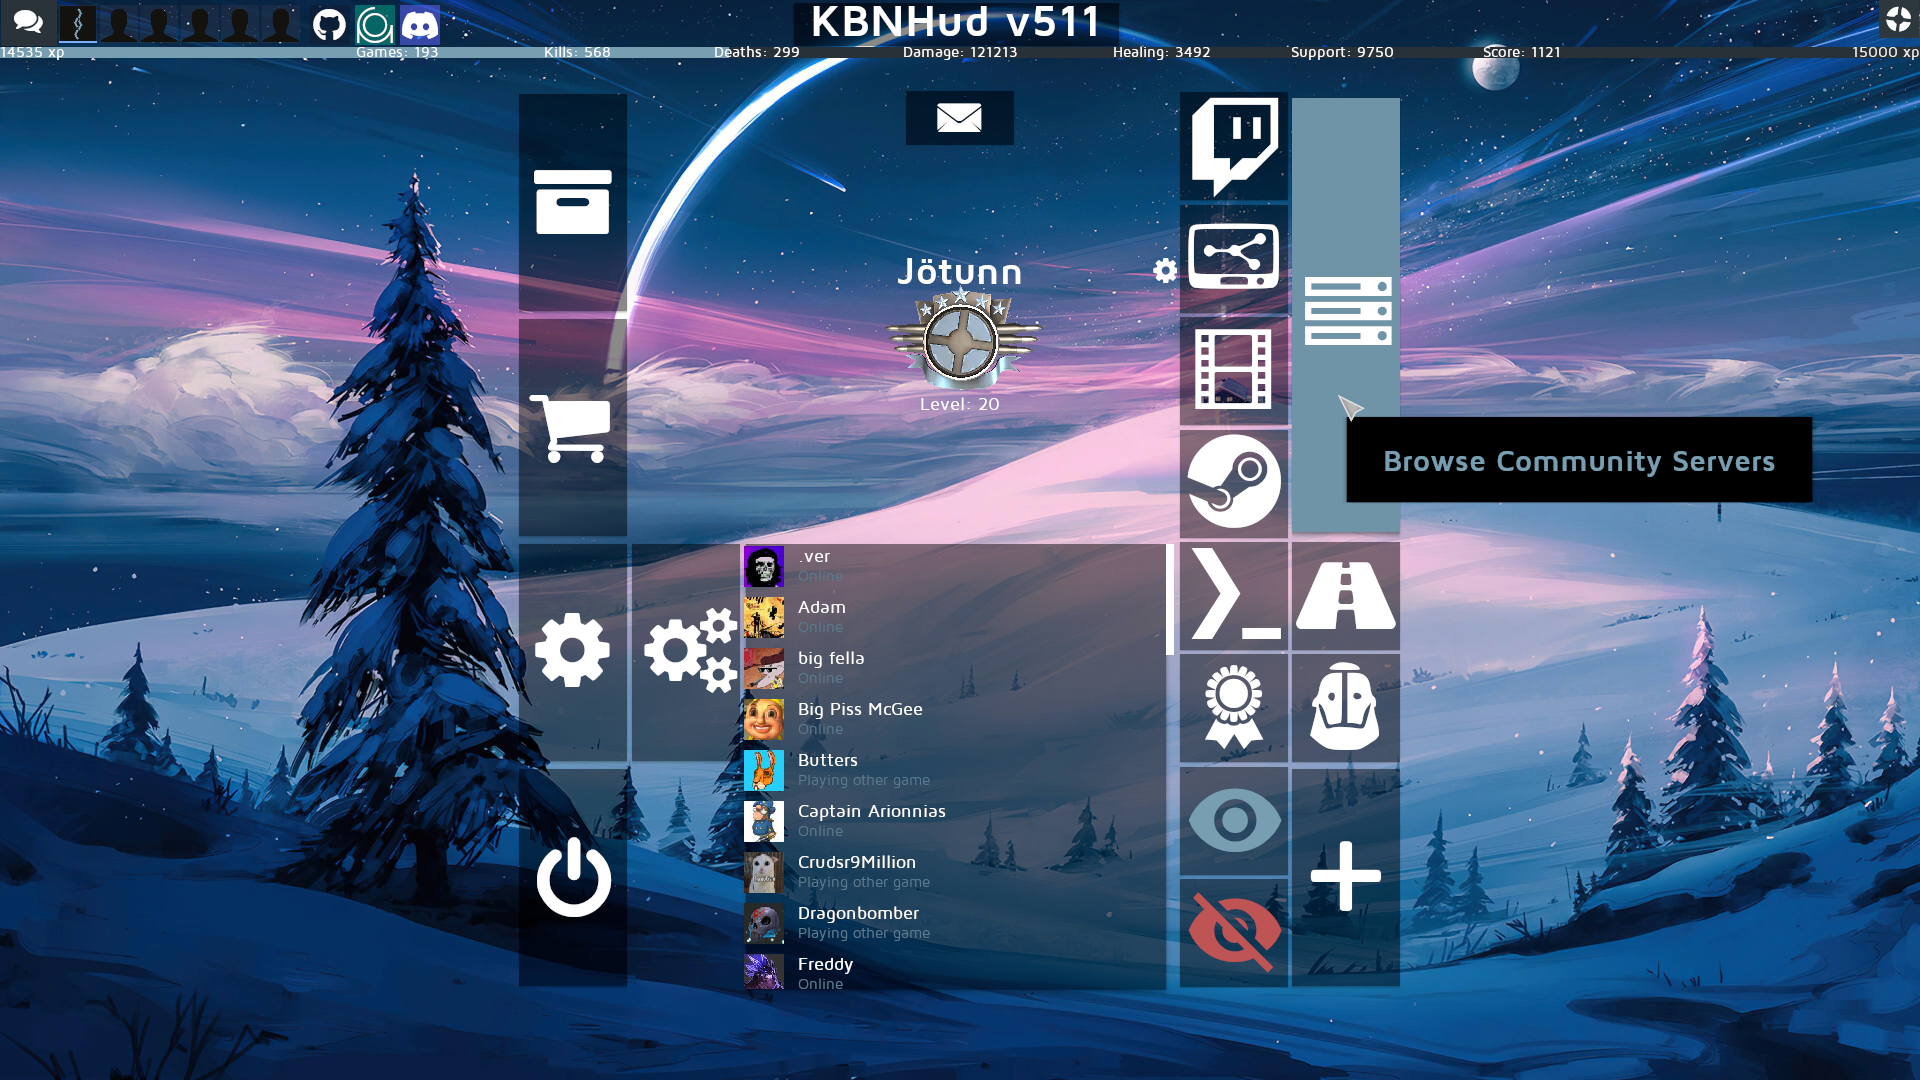 KBNHud v511
14535 xp Games: 193 Kills: 568 Deaths: 299 Damage: 121213 Healing: 3492 Support: 9750 Score: 1121 15000 xp
Jötunn
Level: 20
Browse Community Servers
.ver
Online
Adam
Online
big fella
Online
Big Piss McGee
Online
Butters
Playing other game
Captain Arionnias
Online
Crudsr9Million
Playing other game
Dragonbomber
Playing other game
Freddy
Online